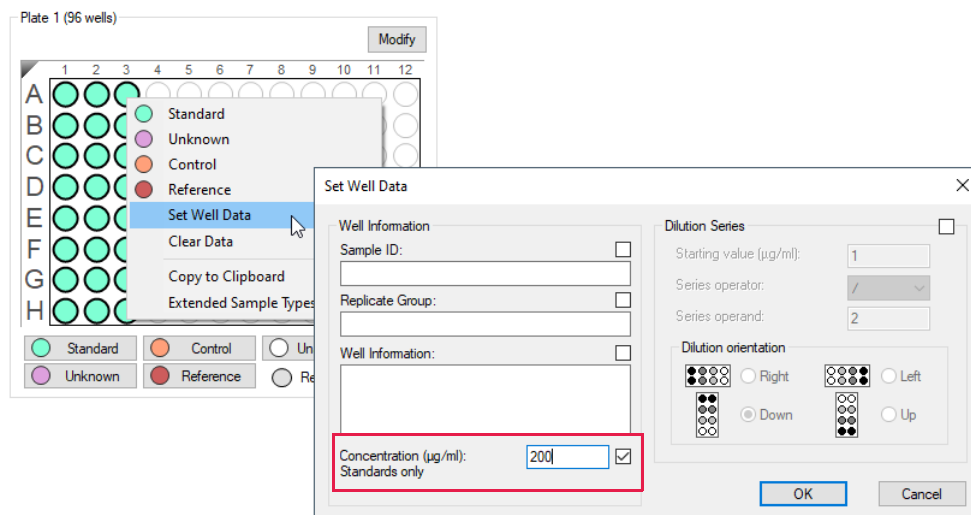 Plate 1 (96 wells)
Modify
1 2 3 4 5 6 7 8 9 10 11 12
A
B
C
D
E
F
G
H
Standard
Unknown
Control
Reference
Set Well Data
Clear Data
Copy to Clipboard
Extended Sample Types
Standard Control Un
Unknown Reference Re
Set Well Data
Well Information
Sample ID:
Replicate Group:
Well Information:
Concentration (µg/ml): 200
Standards only
Dilution Series
Starting value (µg/ml): 1
Series operator: /
Series operand: 2
Dilution orientation
Right Left
Down Up
OK Cancel